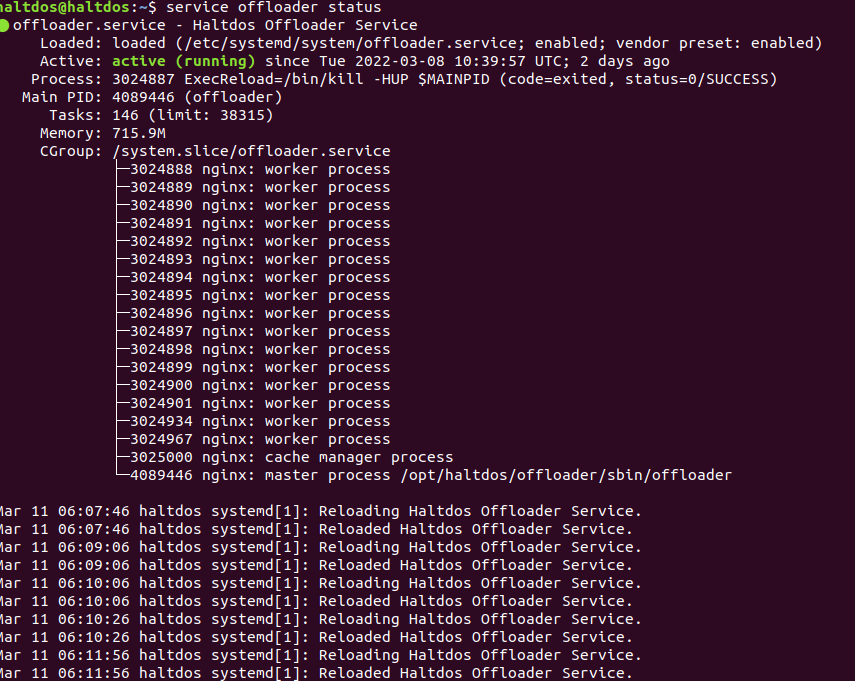 haltdos@haltdos:~$ service offloader status
● offloader.service - Haltdos Offloader Service
     Loaded: loaded (/etc/systemd/system/offloader.service; enabled; vendor preset: enabled)
     Active: active (running) since Tue 2022-03-08 10:39:57 UTC; 2 days ago
    Process: 3024887 ExecReload=/bin/kill -HUP $MAINPID (code=exited, status=0/SUCCESS)
   Main PID: 4089446 (offloader)
      Tasks: 146 (limit: 38315)
     Memory: 715.9M
     CGroup: /system.slice/offloader.service
             ├─3024888 nginx: worker process
             ├─3024889 nginx: worker process
             ├─3024890 nginx: worker process
             ├─3024891 nginx: worker process
             ├─3024892 nginx: worker process
             ├─3024893 nginx: worker process
             ├─3024894 nginx: worker process
             ├─3024895 nginx: worker process
             ├─3024896 nginx: worker process
             ├─3024897 nginx: worker process
             ├─3024898 nginx: worker process
             ├─3024899 nginx: worker process
             ├─3024900 nginx: worker process
             ├─3024901 nginx: worker process
             ├─3024934 nginx: worker process
             ├─3024967 nginx: worker process
             ├─3025000 nginx: cache manager process
             └─4089446 nginx: master process /opt/haltdos/offloader/sbin/offloader

Mar 11 06:07:46 haltdos systemd[1]: Reloading Haltdos Offloader Service.
Mar 11 06:07:46 haltdos systemd[1]: Reloaded Haltdos Offloader Service.
Mar 11 06:09:06 haltdos systemd[1]: Reloading Haltdos Offloader Service.
Mar 11 06:09:06 haltdos systemd[1]: Reloaded Haltdos Offloader Service.
Mar 11 06:10:06 haltdos systemd[1]: Reloading Haltdos Offloader Service.
Mar 11 06:10:06 haltdos systemd[1]: Reloaded Haltdos Offloader Service.
Mar 11 06:10:26 haltdos systemd[1]: Reloading Haltdos Offloader Service.
Mar 11 06:10:26 haltdos systemd[1]: Reloaded Haltdos Offloader Service.
Mar 11 06:11:56 haltdos systemd[1]: Reloading Haltdos Offloader Service.
Mar 11 06:11:56 haltdos systemd[1]: Reloaded Haltdos Offloader Service.